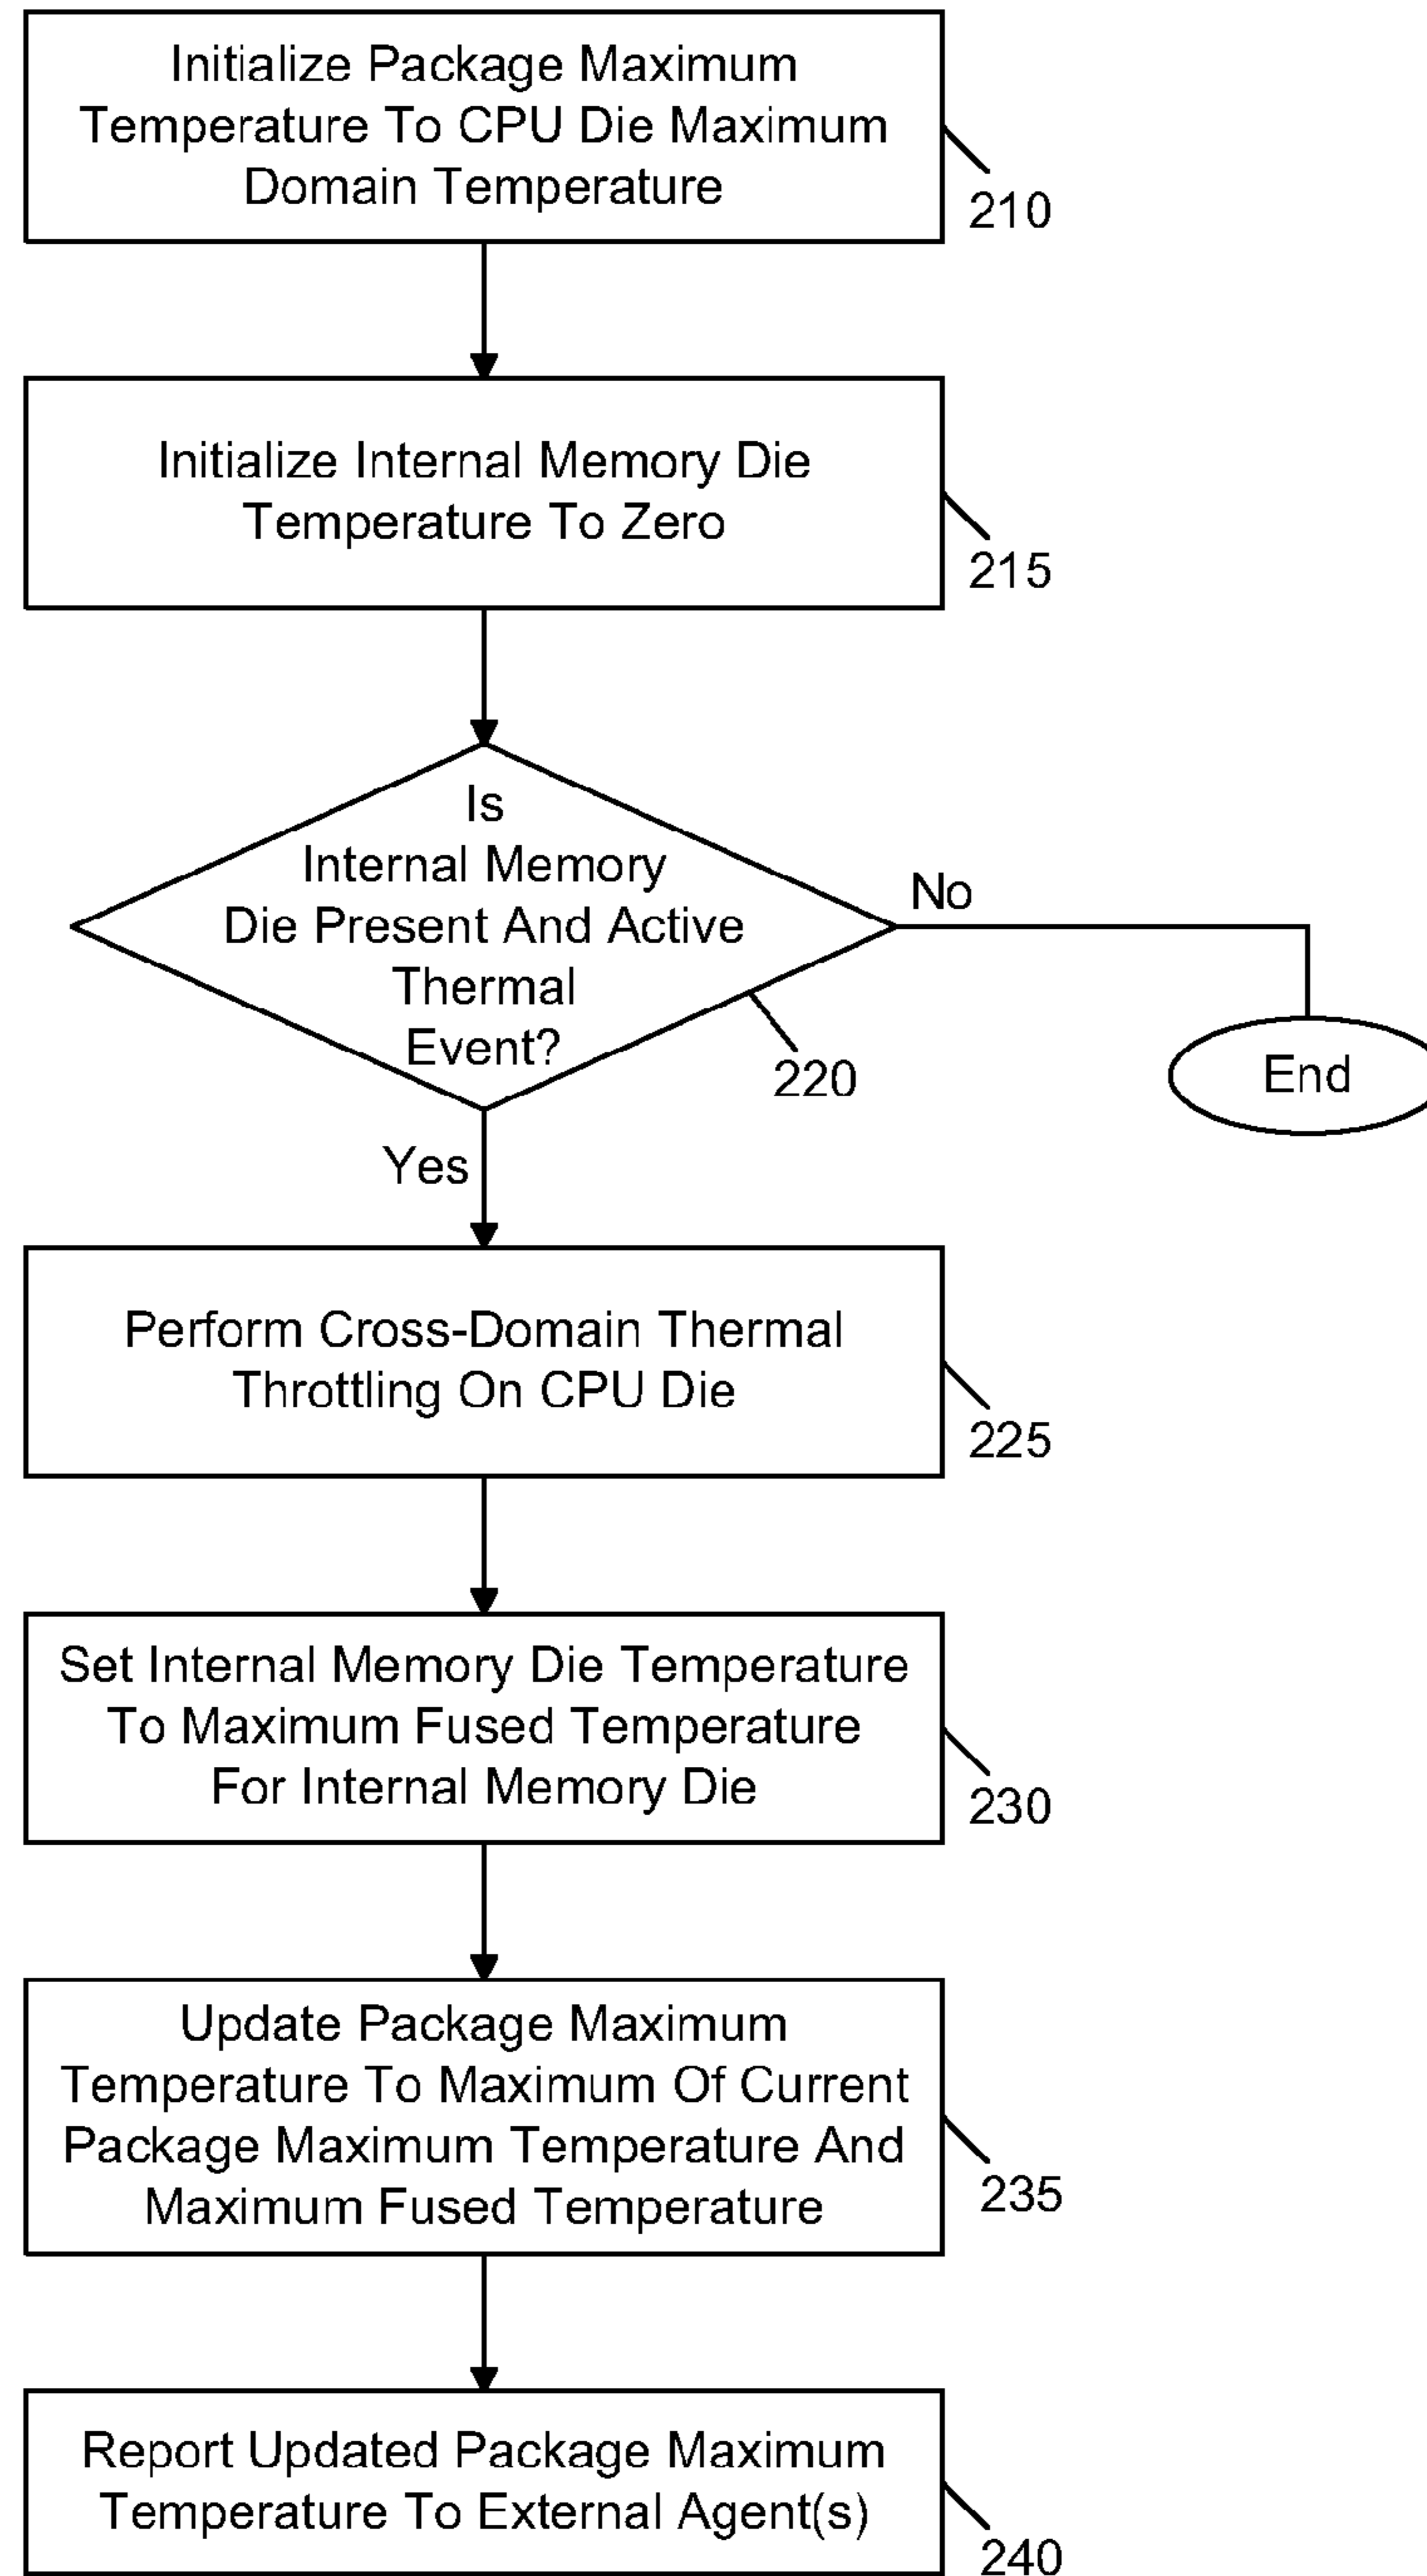 Initialize Package Maximum
Temperature To CPU Die Maximum
Domain Temperature
210
Initialize Internal Memory Die
Temperature To Zero
215
Is
Internal Memory
Die Present And Active
Thermal
Event?
220
No
End
Yes
Perform Cross-Domain Thermal
Throttling On CPU Die
225
Set Internal Memory Die Temperature
To Maximum Fused Temperature
For Internal Memory Die
230
Update Package Maximum
Temperature To Maximum Of Current
Package Maximum Temperature And
Maximum Fused Temperature
235
Report Updated Package Maximum
Temperature To External Agent(s)
240